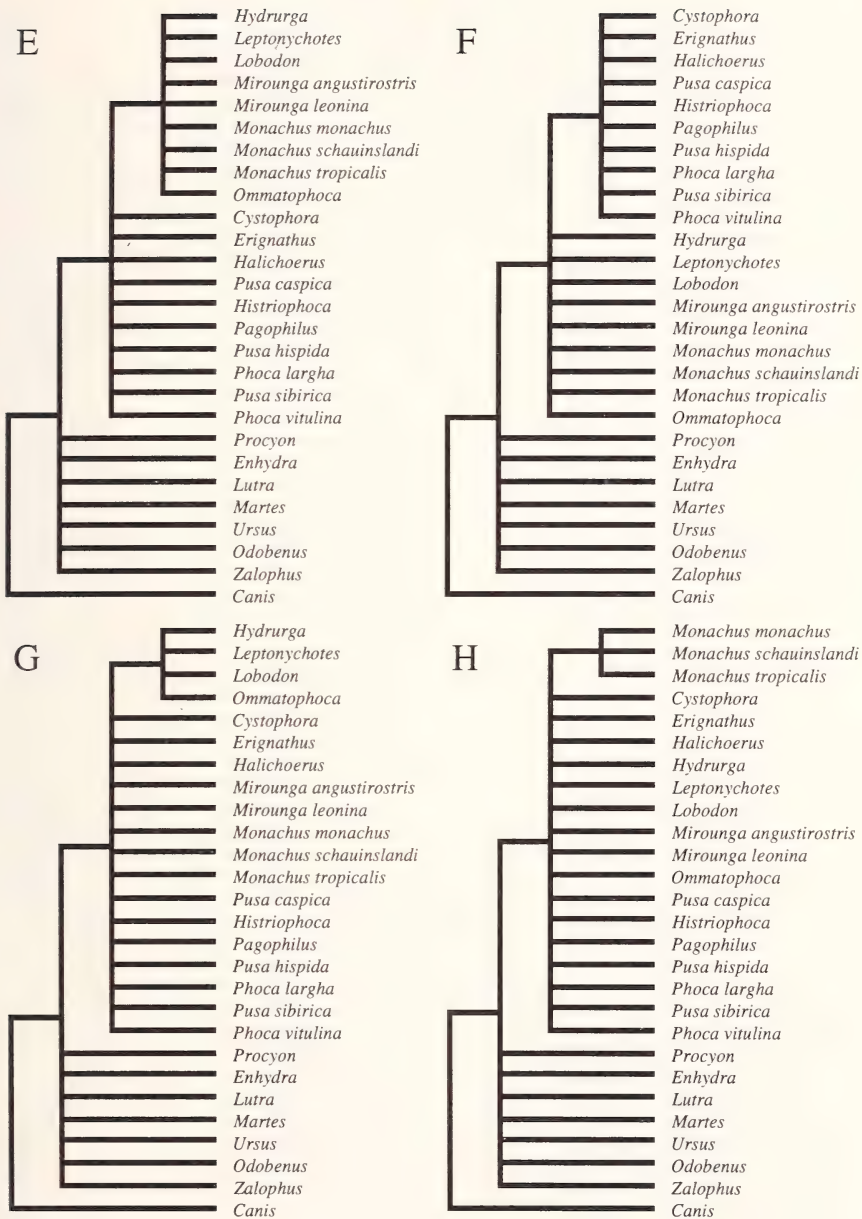 E
Hydrurga
Leptonychotes
Lobodon
Mirounga angustirostris
Mirounga leonina
Monachus monachus
Monachus schauinslandi
Monachus tropicalis
Ommatophoca
Cystophora
Erignathus
Halichoerus
Pusa caspica
Histriophoca
Pagophilus
Pusa hispida
Phoca largha
Pusa sibirica
Phoca vitulina
Procyon
Enhydra
Lutra
Martes
Ursus
Odobenus
Zalophus
Canis
F
Cystophora
Erignathus
Halichoerus
Pusa caspica
Histriophoca
Pagophilus
Pusa hispida
Phoca largha
Pusa sibirica
Phoca vitulina
Hydrurga
Leptonychotes
Lobodon
Mirounga angustirostris
Mirounga leonina
Monachus monachus
Monachus schauinslandi
Monachus tropicalis
Ommatophoca
Procyon
Enhydra
Lutra
Martes
Ursus
Odobenus
Zalophus
Canis
G
Hydrurga
Leptonychotes
Lobodon
Ommatophoca
Cystophora
Erignathus
Halichoerus
Mirounga angustirostris
Mirounga leonina
Monachus monachus
Monachus schauinslandi
Monachus tropicalis
Pusa caspica
Histriophoca
Pagophilus
Pusa hispida
Phoca largha
Pusa sibirica
Phoca vitulina
Procyon
Enhydra
Lutra
Martes
Ursus
Odobenus
Zalophus
Canis
H
Monachus monachus
Monachus schauinslandi
Monachus tropicalis
Cystophora
Erignathus
Halichoerus
Hydrurga
Leptonychotes
Lobodon
Mirounga angustirostris
Mirounga leonina
Ommatophoca
Pusa caspica
Histriophoca
Pagophilus
Pusa hispida
Phoca largha
Pusa sibirica
Phoca vitulina
Procyon
Enhydra
Lutra
Martes
Ursus
Odobenus
Zalophus
Canis